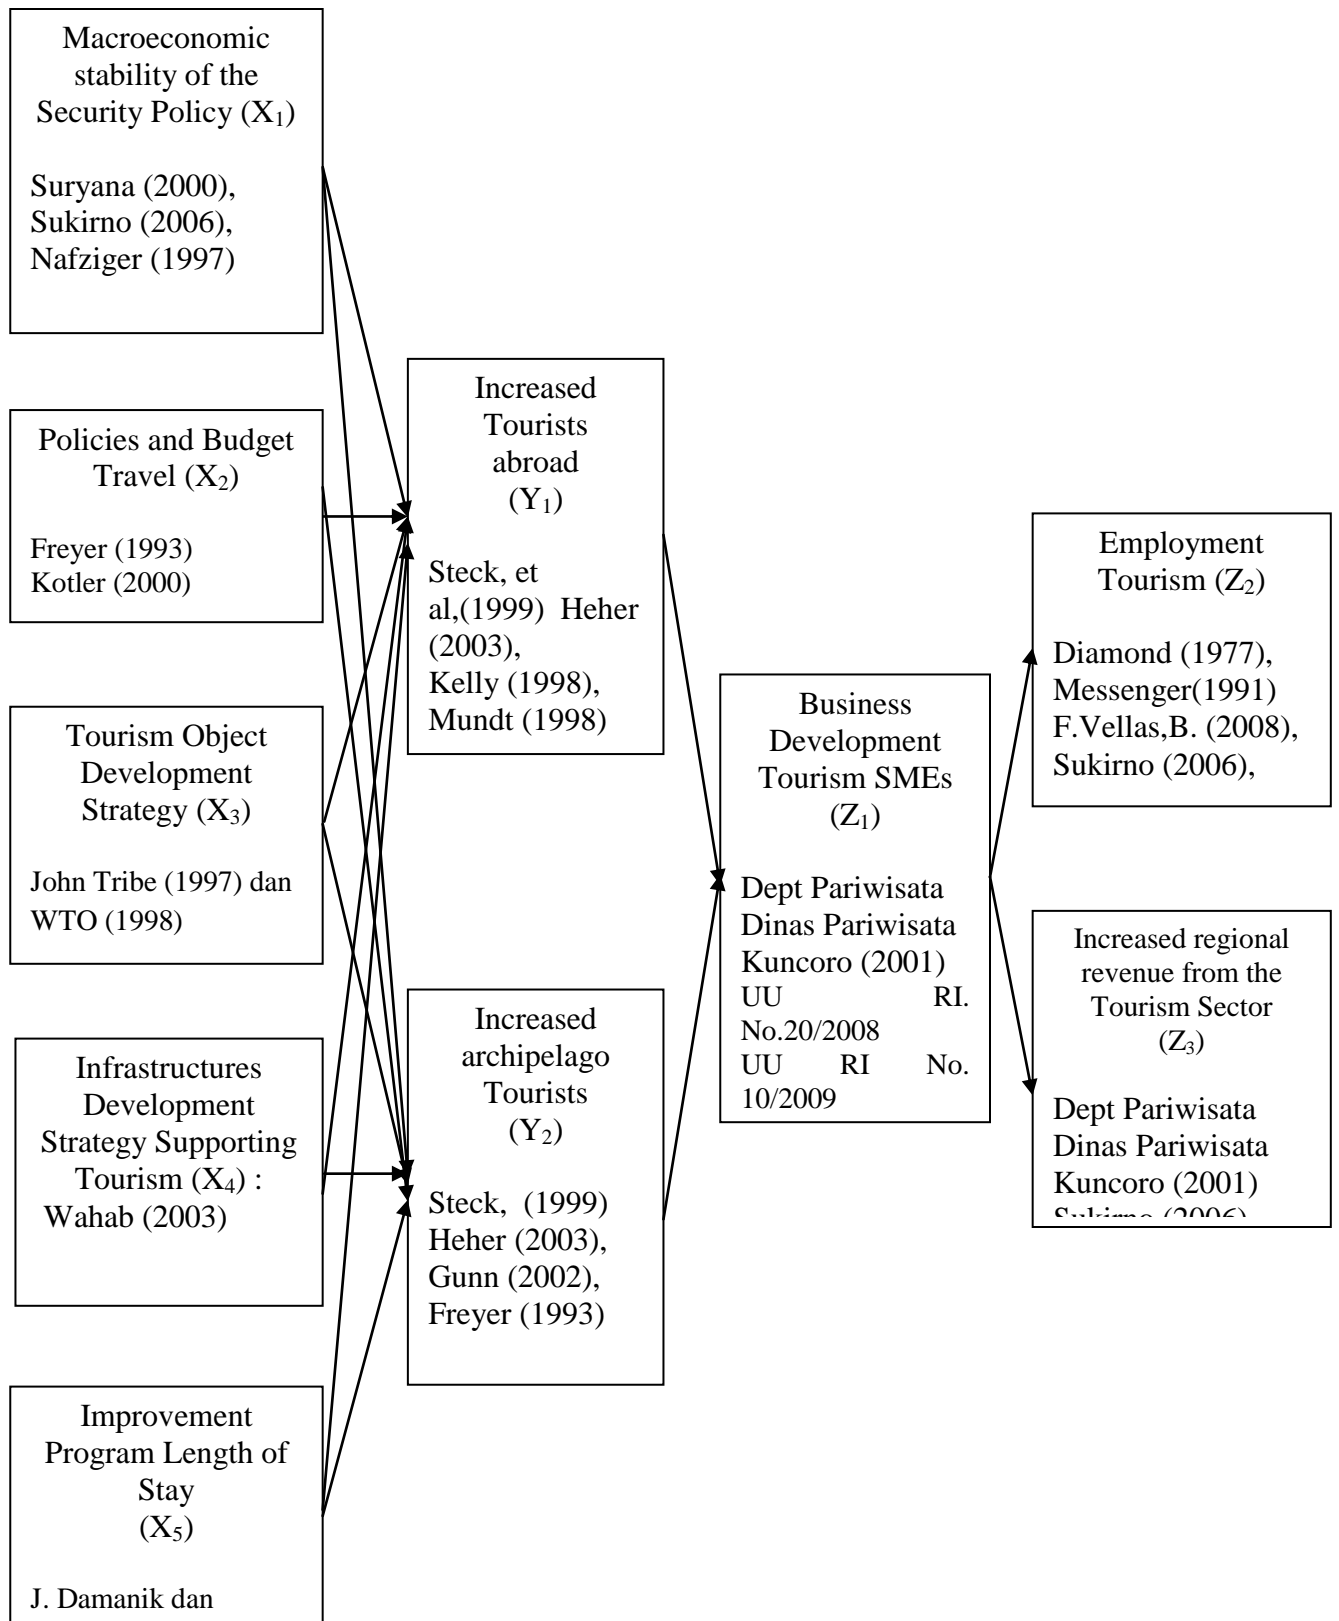 Macroeconomic
stability of the
Security Policy (X₁)
Suryana (2000),
Sukirno (2006),
Nafziger (1997)
Policies and Budget
Travel (X₂)
Freyer (1993)
Kotler (2000)
Tourism Object
Development
Strategy (X₃)
John Tribe (1997) dan
WTO (1998)
Infrastructures
Development
Strategy Supporting
Tourism (X₄) :
Wahab (2003)
Improvement
Program Length of
Stay
(X₅)
J. Damanik dan
Increased
Tourists
abroad
(Y₁)
Steck, et
al,(1999) Heher
(2003),
Kelly (1998),
Mundt (1998)
Increased
archipelago
Tourists
(Y₂)
Steck, (1999)
Heher (2003),
Gunn (2002),
Freyer (1993)
Business
Development
Tourism SMEs
(Z₁)
Dept Pariwisata
Dinas Pariwisata
Kuncoro (2001)
UU RI.
No.20/2008
UU RI No.
10/2009
Employment
Tourism (Z₂)
Diamond (1977),
Messenger(1991)
F.Vellas,B. (2008),
Sukirno (2006),
Increased regional
revenue from the
Tourism Sector
(Z₃)
Dept Pariwisata
Dinas Pariwisata
Kuncoro (2001)
Sukirno (2006)